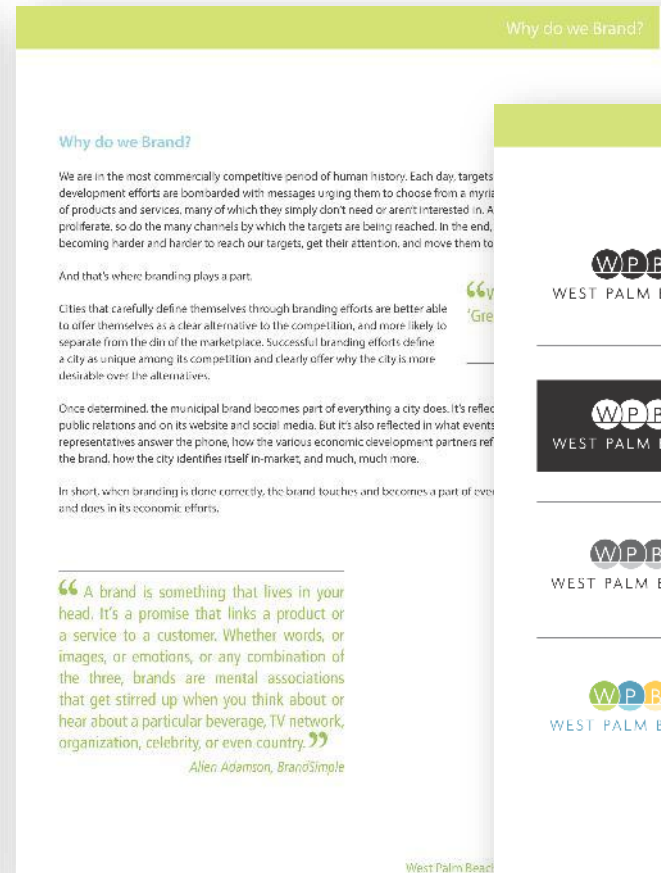 Why do we Brand?
Why do we Brand?
We are in the most commercially competitive period of human history. Each day, targets
development efforts are bombarded with messages urging them to choose from a
of products and services, many of which they simply don't need or aren't interested in.
proliferate, so do the many channels by which the targets are being reached. In the end,
becoming harder and harder to reach our targets, get their attention, and move them to
And that's where branding plays a part.
Cities that carefully define themselves through branding efforts are better able
to offer themselves as a clear alternative to the competition, and more likely to
separate from the din of the marketplace. Successful branding efforts define
a city as unique among its competition and clearly offer why the city is more
desirable over the alternatives.
Once determined, the municipal brand becomes part of everything a city does. It's
public relations and on its website and social media. But it's also reflected in what events
representatives answer the phone, how the various economic development partners
the brand, how the city identifies itself in-market, and much, much more.
In short, when branding is done correctly, the brand touches and becomes a part of
and does in its economic efforts.
“ A brand is something that lives in your
head. It's a promise that links a product or
a service to a customer. Whether words, or
images, or emotions, or any combination of
the three, brands are mental associations
that get stirred up when you think about or
hear about a particular beverage, TV network,
organization, celebrity, or even country. ”
Allen Adamson, BrandSimple
West Palm Beach
WPB
WEST PALM
WPB
WEST PALM
WPB
WEST PALM
WPB
WEST PALM